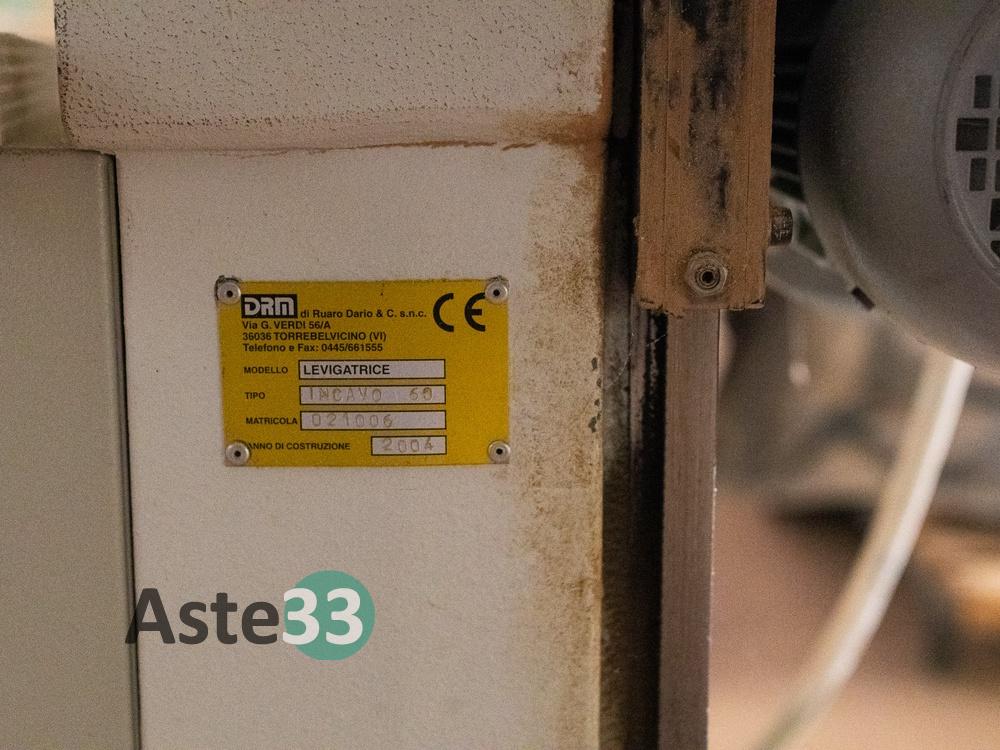 DRM di Ruaro Dario & C. s.n.c. CE
Via G. VERDI 56/A
36036 TORREBELVICINO (VI)
Telefono e Fax: 0445/661555
MODELLO LEVIGATRICE
TIPO INCAVO 60
MATRICOLA 021006
ANNO DI COSTRUZIONE 2004
Aste33